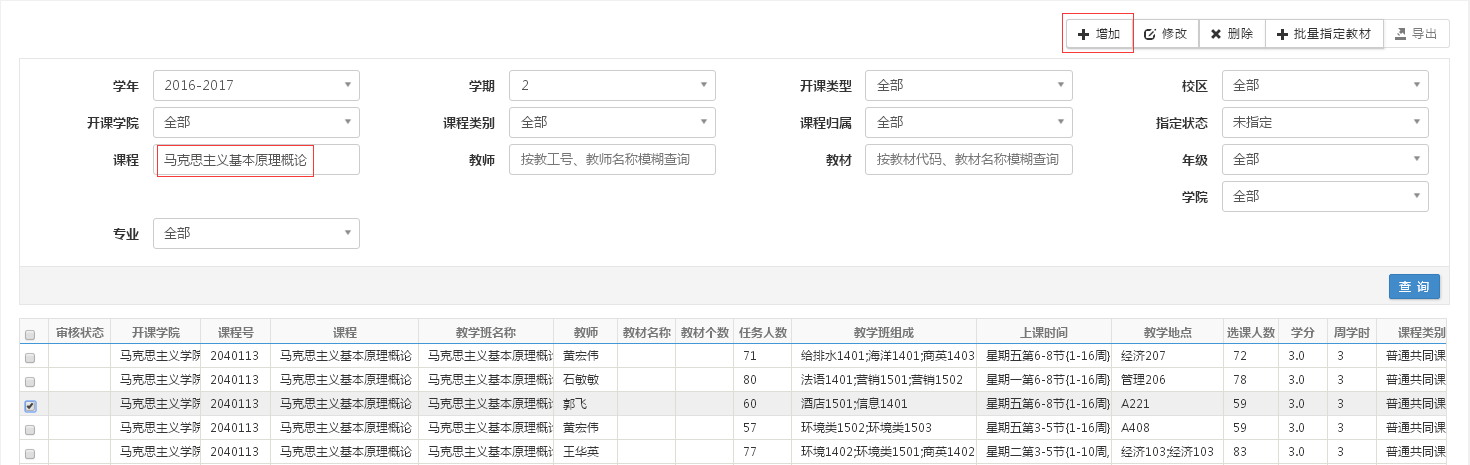 增加 修改 删除 批量指定教材 导出
学年 2016-2017 学期 2 开课类型 全部 校区 全部
开课学院 全部 课程类别 全部 课程归属 全部 指定状态 未指定
课程 马克思主义基本原理概论 教师 按教工号、教师名称模糊查询 教材 按教材代码、教材名称模糊查询 年级 全部
学院 全部
专业 全部
查 询
审核状态 开课学院 课程号 课程 教学班名称 教师 教材名称 教材个数 任务人数 教学班组成 上课时间 教学地点 选课人数 学分 周学时 课程类别
马克思主义学院 2040113 马克思主义基本原理概论 马克思主义基本原理概论 黄宏伟 71 给排水1401;海洋1401;商英1403 星期五第6-8节{1-16周} 经济207 72 3.0 3 普通共同课
马克思主义学院 2040113 马克思主义基本原理概论 马克思主义基本原理概论 石敏敏 80 法语1401;营销1501;营销1502 星期一第6-8节{1-16周} 管理206 78 3.0 3 普通共同课
马克思主义学院 2040113 马克思主义基本原理概论 马克思主义基本原理概论 郭飞 60 酒店1501;信息1401 星期五第6-8节{1-16周} A221 59 3.0 3 普通共同课
马克思主义学院 2040113 马克思主义基本原理概论 马克思主义基本原理概论 黄宏伟 57 环境类1502;环境类1503 星期五第3-5节{1-16周} A408 59 3.0 3 普通共同课
马克思主义学院 2040113 马克思主义基本原理概论 马克思主义基本原理概论 王华英 77 环境1402;环境类1501;商英1402 星期二第3-5节{1-10周, 经济103;经济103 83 3.0 3 普通共同课